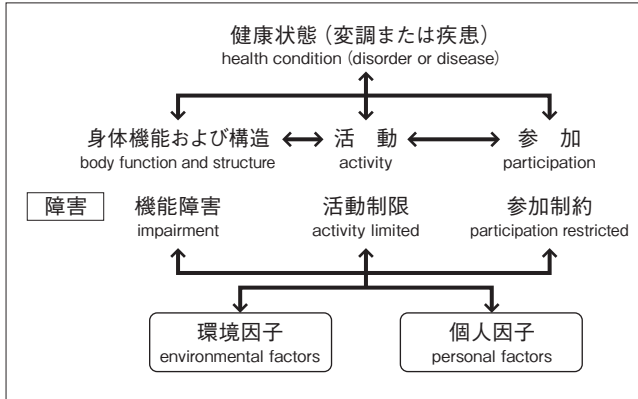 健康状態（変調または疾患）
health condition (disorder or disease)
身体機能および構造 活　動 参　加
body function and structure activity participation
障害 機能障害 活動制限 参加制約
impairment activity limited participation restricted
環境因子 個人因子
environmental factors personal factors